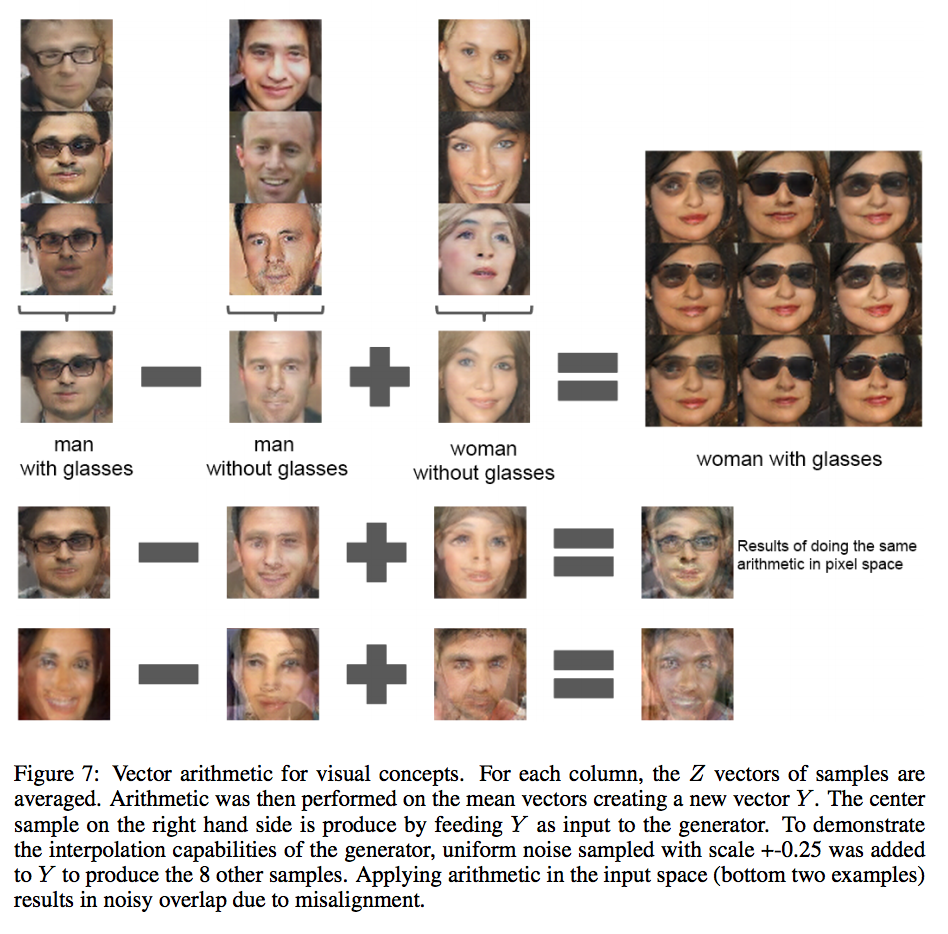 man
with glasses
man
without glasses
woman
without glasses
woman with glasses
Results of doing the same
arithmetic in pixel space
Figure 7: Vector arithmetic for visual concepts. For each column, the Z vectors of samples are
averaged. Arithmetic was then performed on the mean vectors creating a new vector Y. The center
sample on the right hand side is produce by feeding Y as input to the generator. To demonstrate
the interpolation capabilities of the generator, uniform noise sampled with scale +-0.25 was added
to Y to produce the 8 other samples. Applying arithmetic in the input space (bottom two examples)
results in noisy overlap due to misalignment.